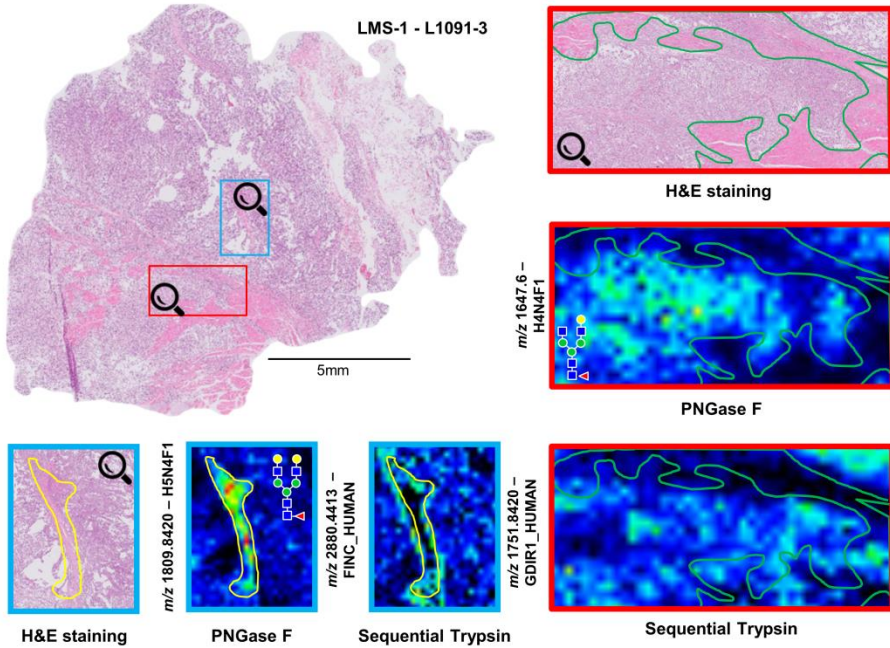 LMS-1 - L1091-3
5mm
H&E staining
m/z 1647.6 –
H4N4F1
PNGase F
m/z 1809.8420 – H5N4F1
m/z 2880.4413 –
FINC_HUMAN
m/z 1751.8420 –
GDIR1_HUMAN
H&E staining
PNGase F
Sequential Trypsin
Sequential Trypsin